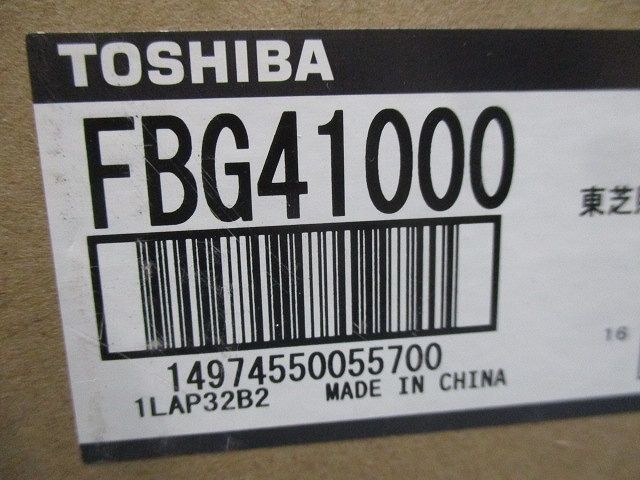 TOSHIBA
FBG41000
東芝
14974550055700
16
1LAP32B2 MADE IN CHINA